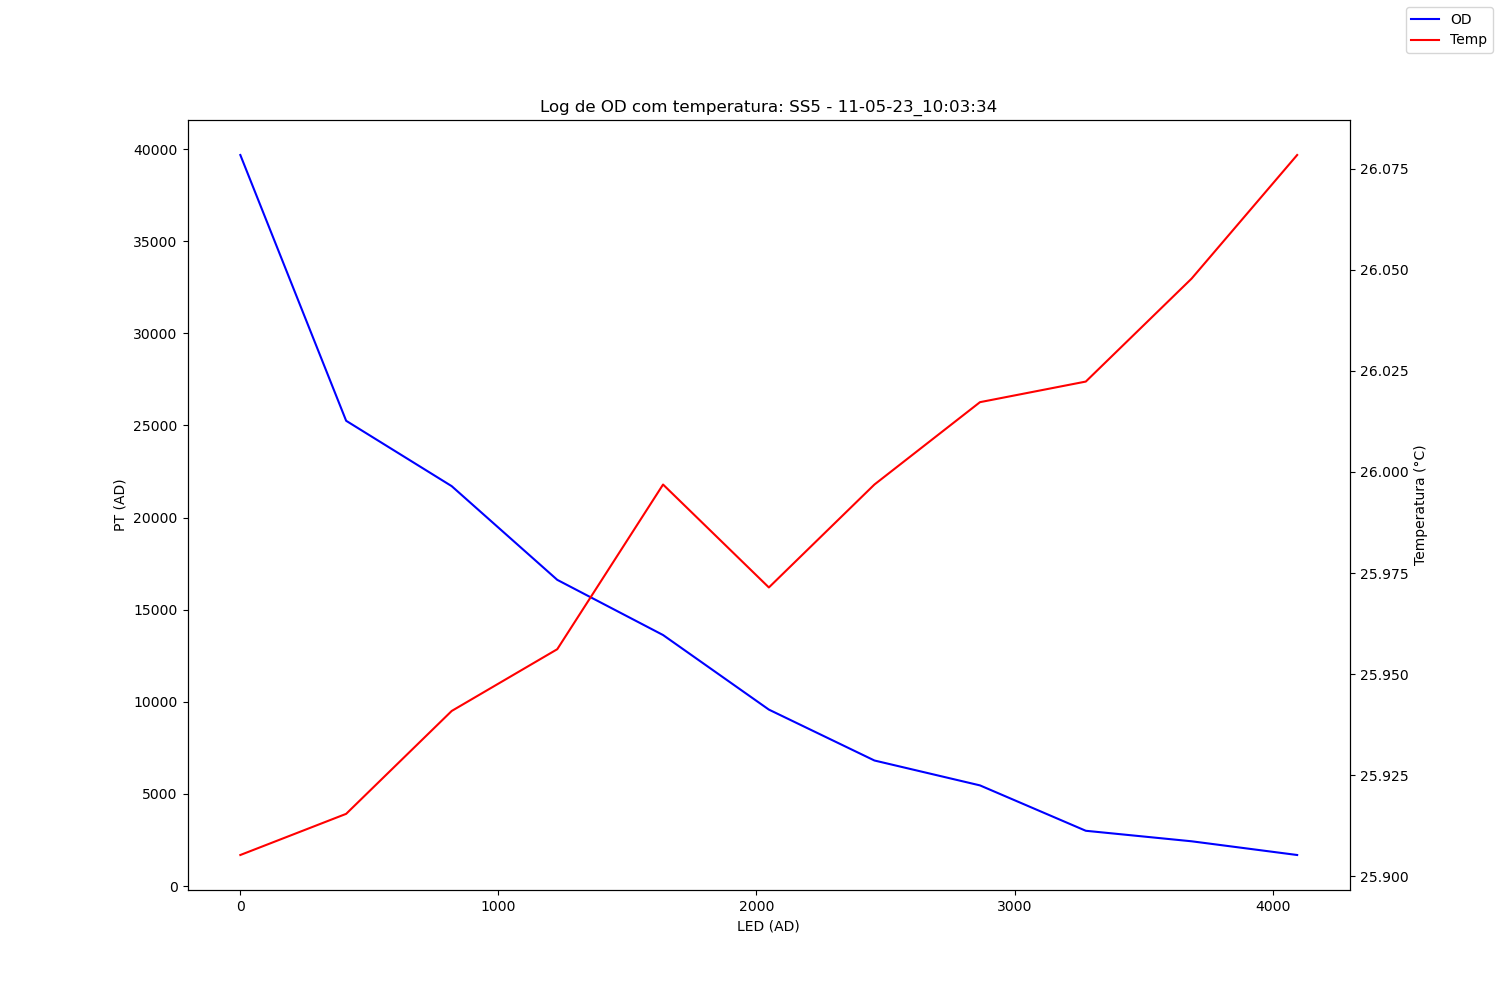 OD
Temp
Log de OD com temperatura: SS5 - 11-05-23_10:03:34
40000
35000
30000
25000
20000
15000
10000
5000
0
PT (AD)
26.075
26.050
26.025
26.000
25.975
25.950
25.925
25.900
Temperatura (°C)
0 1000 2000 3000 4000
LED (AD)